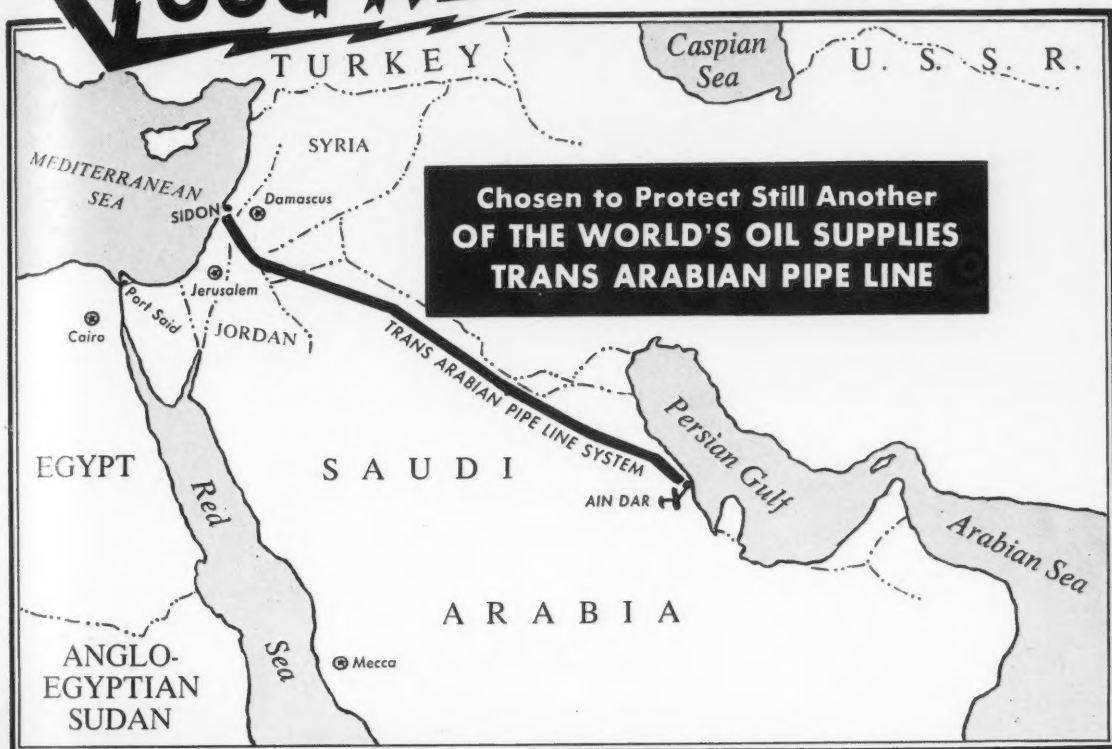 TURKEY
Caspian
Sea
U. S. S. R.
SYRIA
MEDITERRANEAN
SEA
SIDON
Damascus
Chosen to Protect Still Another
OF THE WORLD'S OIL SUPPLIES
TRANS ARABIAN PIPE LINE
Jerusalem
Port Said
Cairo
JORDAN
TRANS ARABIAN PIPE LINE SYSTEM
Persian Gulf
EGYPT
SAUDI
Red
AIN DAR
Arabian Sea
ARABIA
Sea
Mecca
ANGLO-
EGYPTIAN
SUDAN